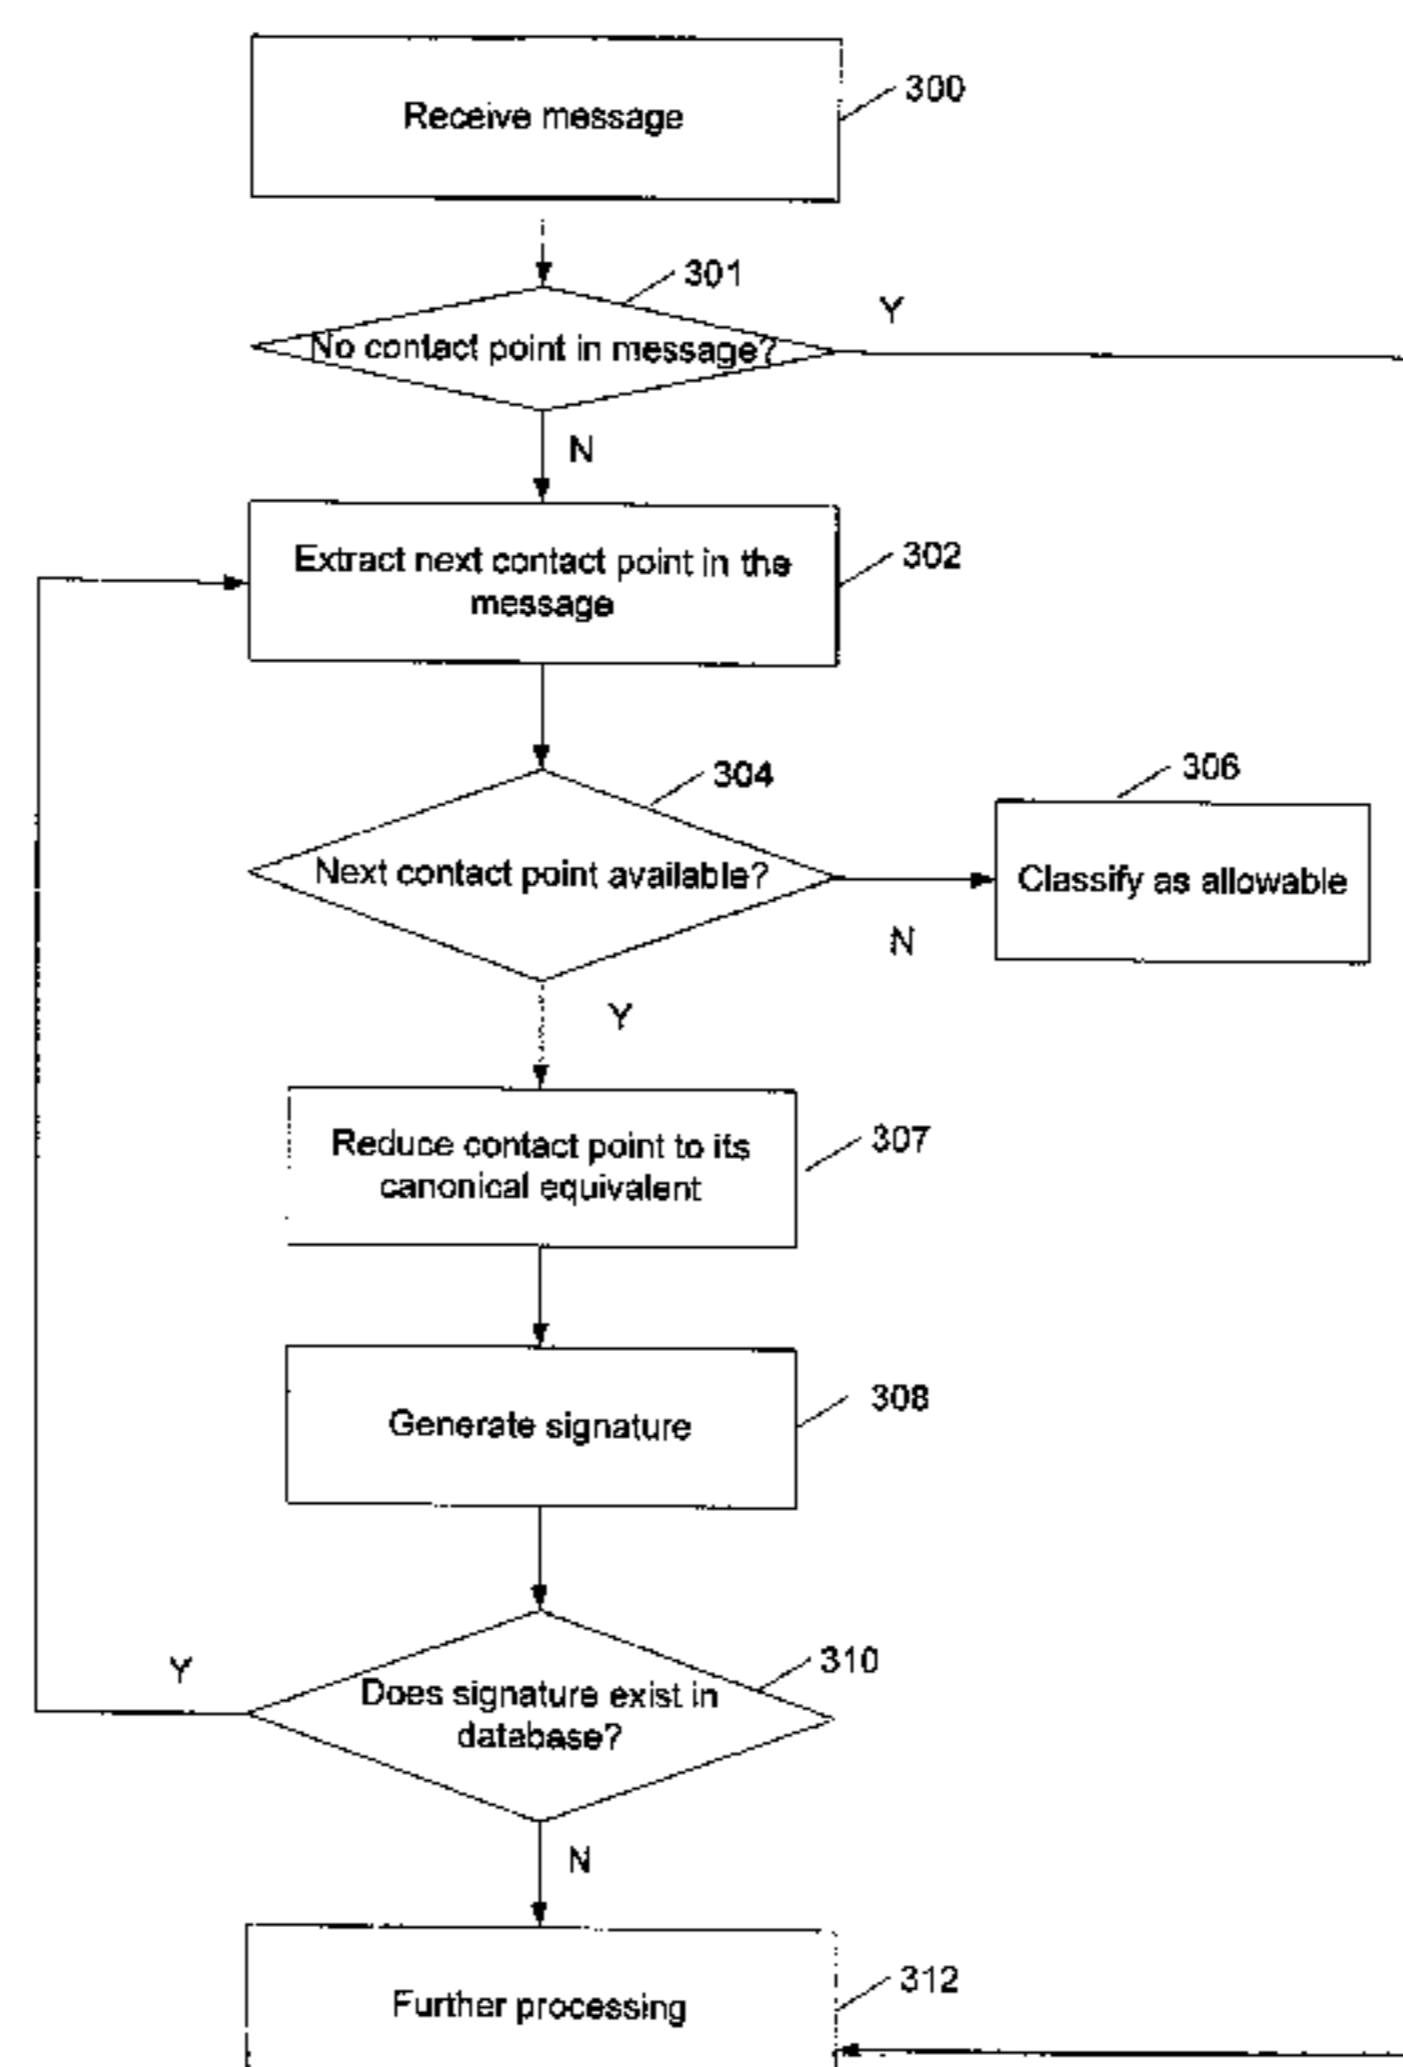 Receive message
300
301
Y
No contact point in message?
N
Extract next contact point in the
message
302
304
306
Next contact point available?
Classify as allowable
N
Y
Reduce contact point to its
canonical equivalent
307
Generate signature
308
Y
310
Does signature exist in
database?
N
Further processing
312